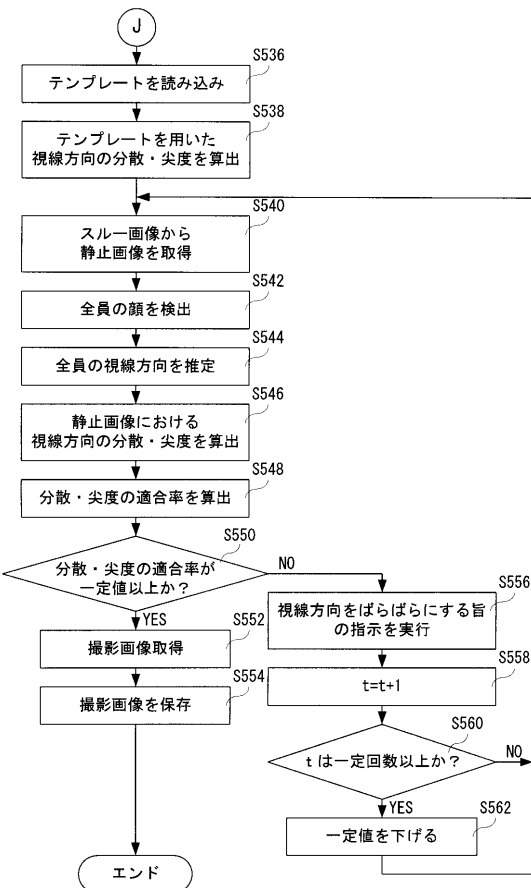 J
S536
テンプレートを読み込み
S538
テンプレートを用いた
視線方向の分散・尖度を算出
S540
スルー画像から
静止画像を取得
S542
全員の顔を検出
S544
全員の視線方向を推定
S546
静止画像における
視線方向の分散・尖度を算出
S548
分散・尖度の適合率を算出
S550
分散・尖度の適合率が
一定値以上か?
NO
YES
S552
撮影画像取得
S554
撮影画像を保存
エンド
S556
視線方向をばらばらにする旨
の指示を実行
S558
t=t+1
S560
tは一定回数以上か?
NO
YES
S562
一定値を下げる